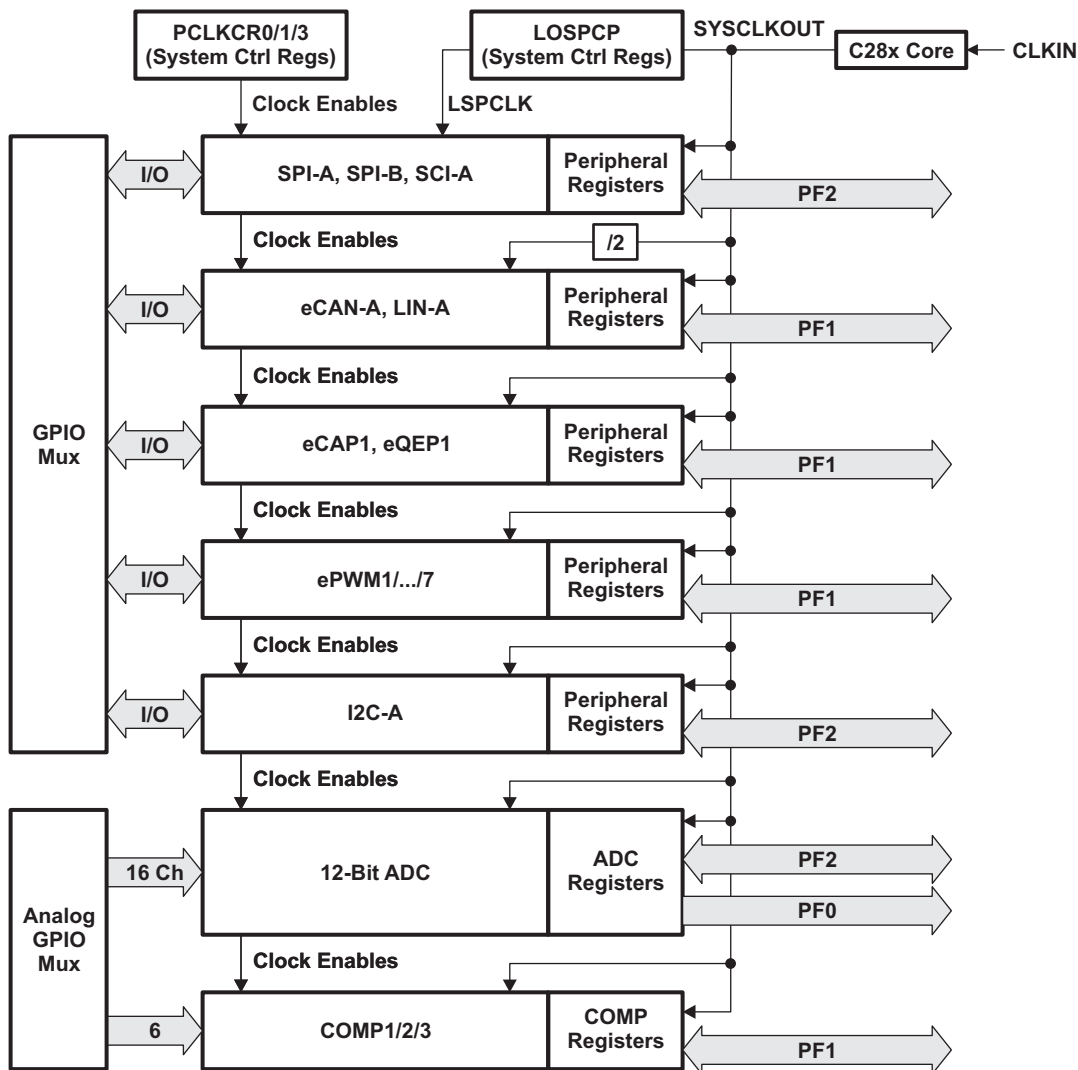 PCLKCR0/1/3
(System Ctrl Regs)
LOSPCP
(System Ctrl Regs)
SYSCLKOUT
C28x Core
CLKIN
Clock Enables
LSPCLK
I/O
SPI-A, SPI-B, SCI-A
Peripheral
Registers
PF2
Clock Enables
/2
I/O
eCAN-A, LIN-A
Peripheral
Registers
PF1
Clock Enables
GPIO
Mux
I/O
eCAP1, eQEP1
Peripheral
Registers
PF1
Clock Enables
I/O
ePWM1/.../7
Peripheral
Registers
PF1
Clock Enables
I/O
I2C-A
Peripheral
Registers
PF2
Clock Enables
Analog
GPIO
Mux
16 Ch
12-Bit ADC
ADC
Registers
PF2
PF0
Clock Enables
6
COMP1/2/3
COMP
Registers
PF1